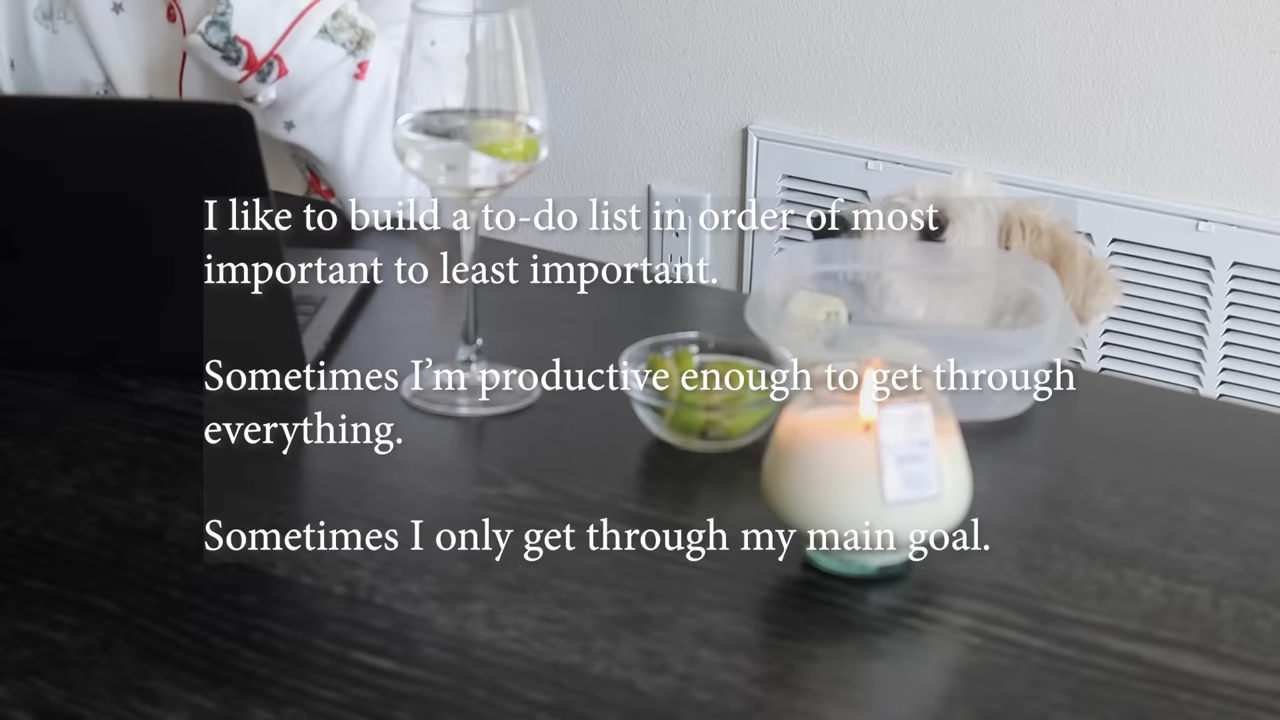 I like to build a to-do list in order of most
important to least important.
Sometimes I'm productive enough to get through
everything.
Sometimes I only get through my main goal.